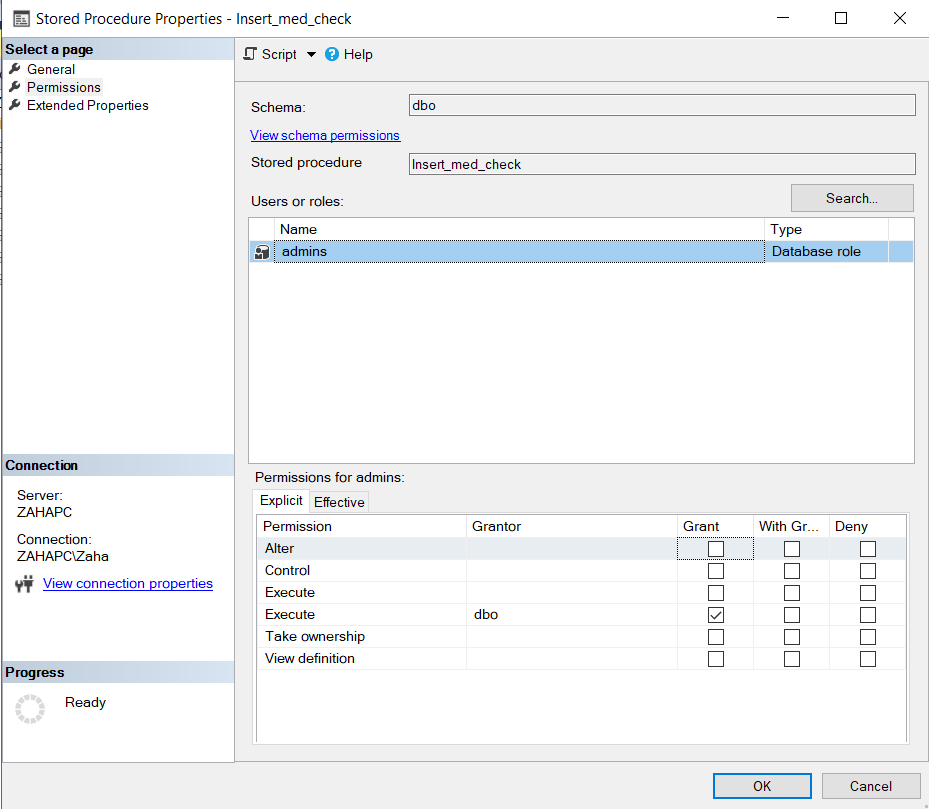 Stored Procedure Properties - Insert_med_check
Select a page
General
Permissions
Extended Properties
Script
Help
Schema:
dbo
View schema permissions
Stored procedure
Insert_med_check
Users or roles:
Search...
Name Type
admins Database role
Permissions for admins:
Explicit Effective
Permission Grantor Grant With Gr... Deny
Alter
Control
Execute
Execute dbo
Take ownership
View definition
Connection
Server:
ZAHAPC
Connection:
ZAHAPC\Zaha
View connection properties
Progress
Ready
OK Cancel